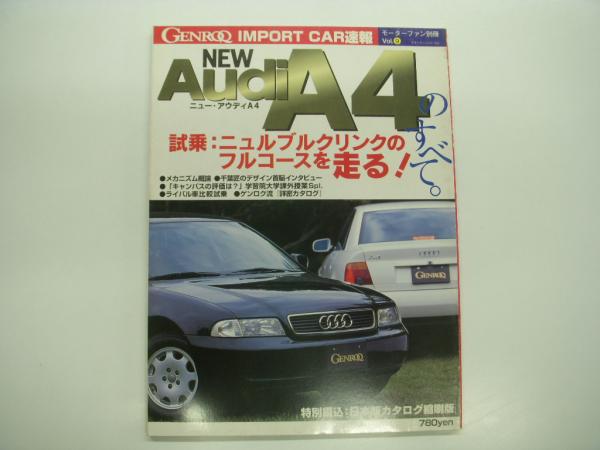 GENROQ IMPORT CAR速報
モーターファン別冊
Vol.9
NEW
Audi A4
ニュー・アウディA4
のすべて。
試乗：ニュルブルクリンクの
フルコースを走る！
●メカニズム概論 ●千葉匠のデザイン首脳インタビュー
●「キャンパスの評価は？」学習院大学課外授業Spl.
●ライバル車比較試乗 ●ゲンロク流『詳密カタログ』
GENROQ
GENROQ
特別綴込：日本版カタログ縮刷版
780yen